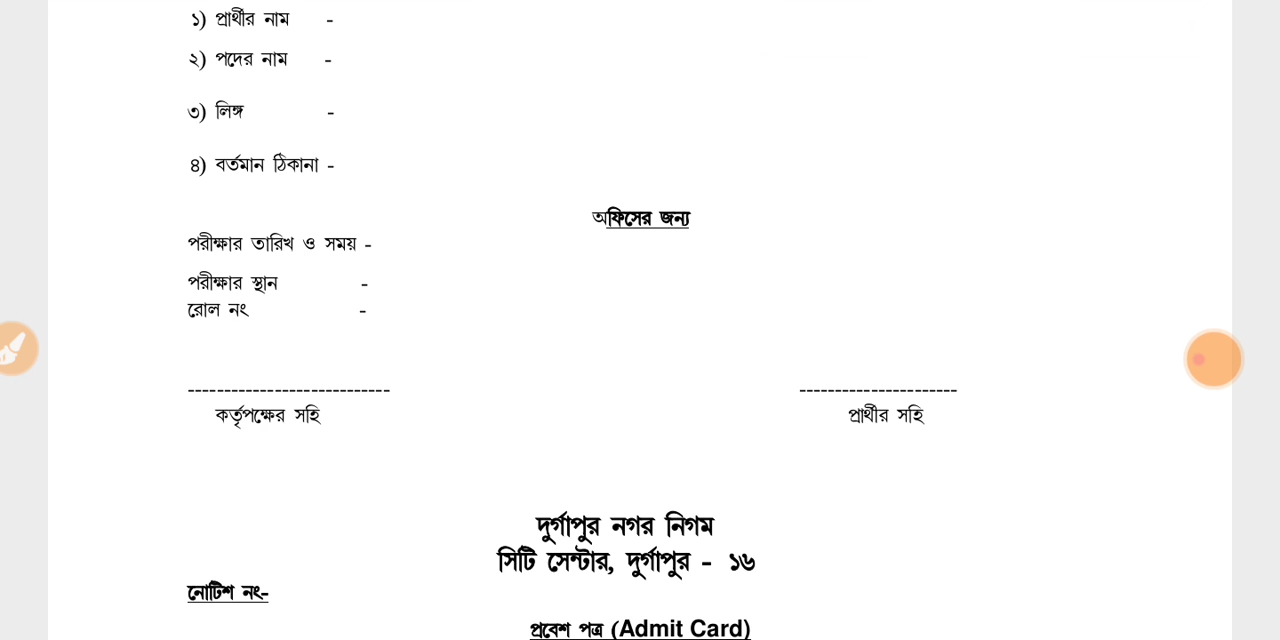 ১) প্রার্থীর নাম -
২) পদের নাম -
৩) লিঙ্গ -
৪) বর্তমান ঠিকানা -
অফিসের জন্য
পরীক্ষার তারিখ ও সময় -
পরীক্ষার স্থান -
রোল নং -
---------------------------- ----------------------
কর্তৃপক্ষের সহি প্রার্থীর সহি
দুর্গাপুর নগর নিগম
সিটি সেন্টার, দুর্গাপুর - ১৬
নোটিশ নং-
প্রবেশ পত্র (Admit Card)